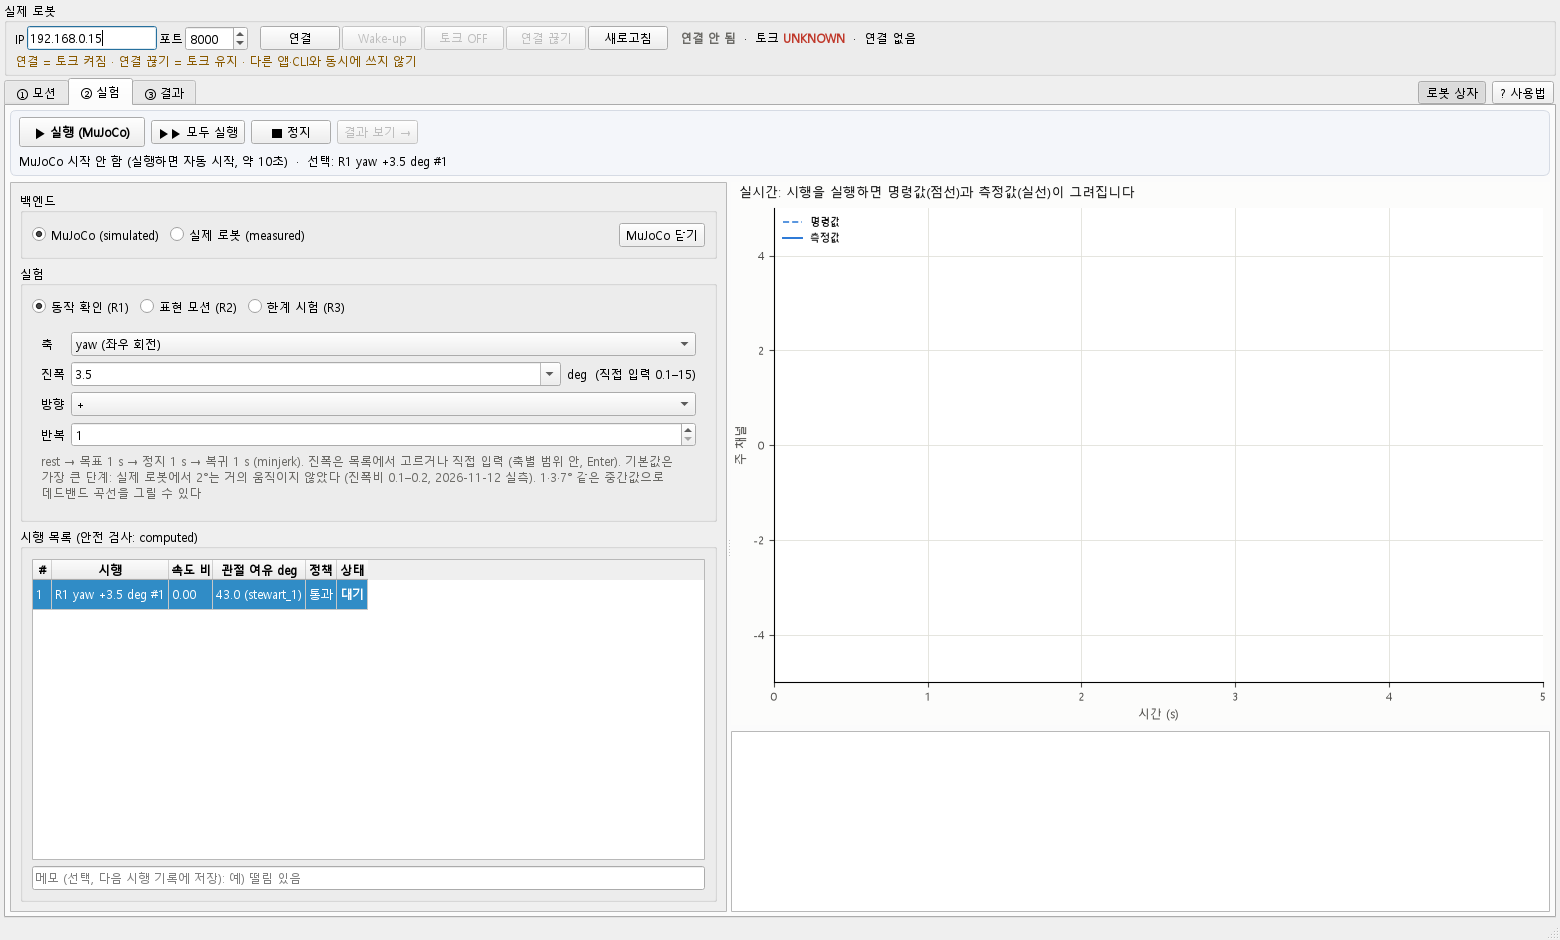 실제 로봇
IP 192.168.0.15 포트 8000 연결 Wake-up 토크 OFF 연결 끊기 새로고침 연결 안 됨 · 토크 UNKNOWN · 연결 없음
연결 = 토크 켜짐 · 연결 끊기 = 토크 유지 · 다른 앱·CLI와 동시에 쓰지 않기
① 모션 ② 실험 ③ 결과 로봇 상자 ? 사용법
▶ 실행 (MuJoCo) ▶▶ 모두 실행 ■ 정지 결과 보기 →
MuJoCo 시작 안 함 (실행하면 자동 시작, 약 10초) · 선택: R1 yaw +3.5 deg #1
백엔드
MuJoCo (simulated) 실제 로봇 (measured) MuJoCo 닫기
실험
동작 확인 (R1) 표현 모션 (R2) 한계 시험 (R3)
축 yaw (좌우 회전)
진폭 3.5 deg (직접 입력 0.1–15)
방향 +
반복 1
rest → 목표 1 s → 정지 1 s → 복귀 1 s (minjerk). 진폭은 목록에서 고르거나 직접 입력 (축별 범위 안, Enter). 기본값은
가장 큰 단계: 실제 로봇에서 2°는 거의 움직이지 않았다 (진폭비 0.1–0.2, 2026-11-12 실측). 1·3·7° 같은 중간값으로
데드밴드 곡선을 그릴 수 있다
시행 목록 (안전 검사: computed)
# 시행 속도 비 관절 여유 deg 정책 상태
1 R1 yaw +3.5 deg #1 0.00 43.0 (stewart_1) 통과 대기
메모 (선택, 다음 시행 기록에 저장): 예) 떨림 있음
실시간: 시행을 실행하면 명령값(점선)과 측정값(실선)이 그려집니다
명령값
측정값
4
2
0
-2
-4
주 채널
0 1 2 3 4 5
시간 (s)